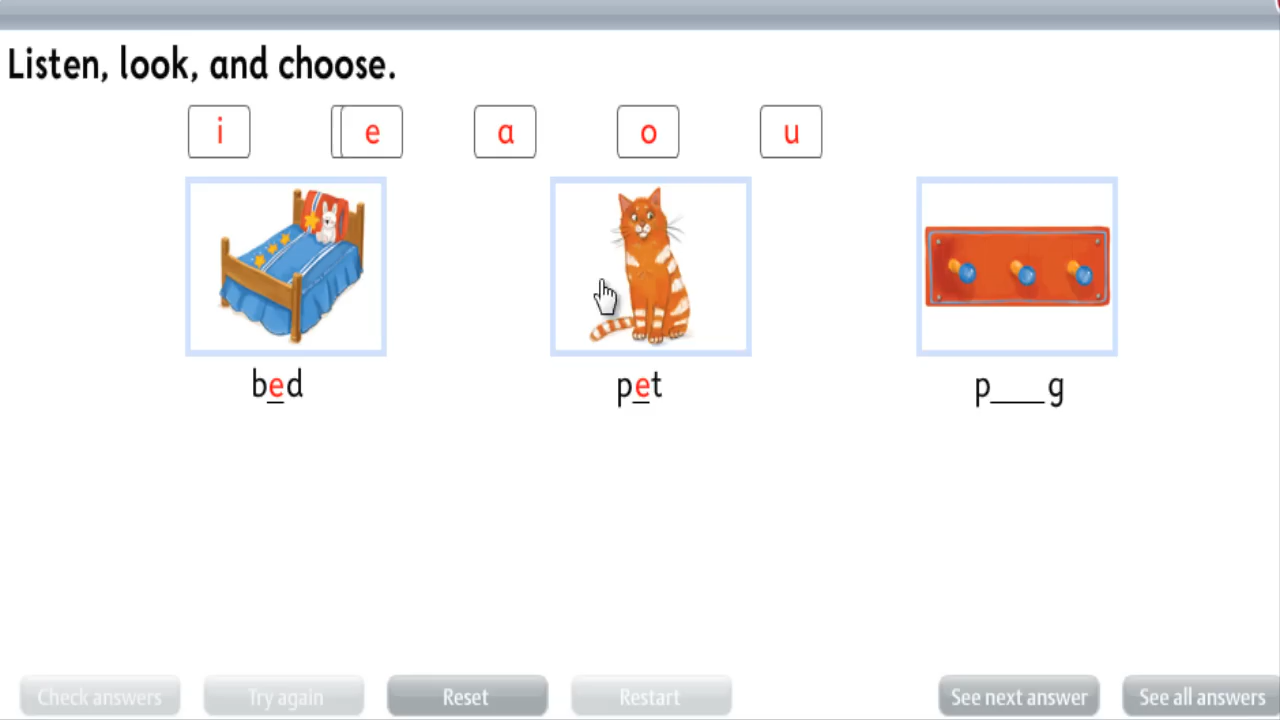 Listen, look, and choose.
i e a o u
bed pet p___g
Check answers Try again Reset Restart See next answer See all answers